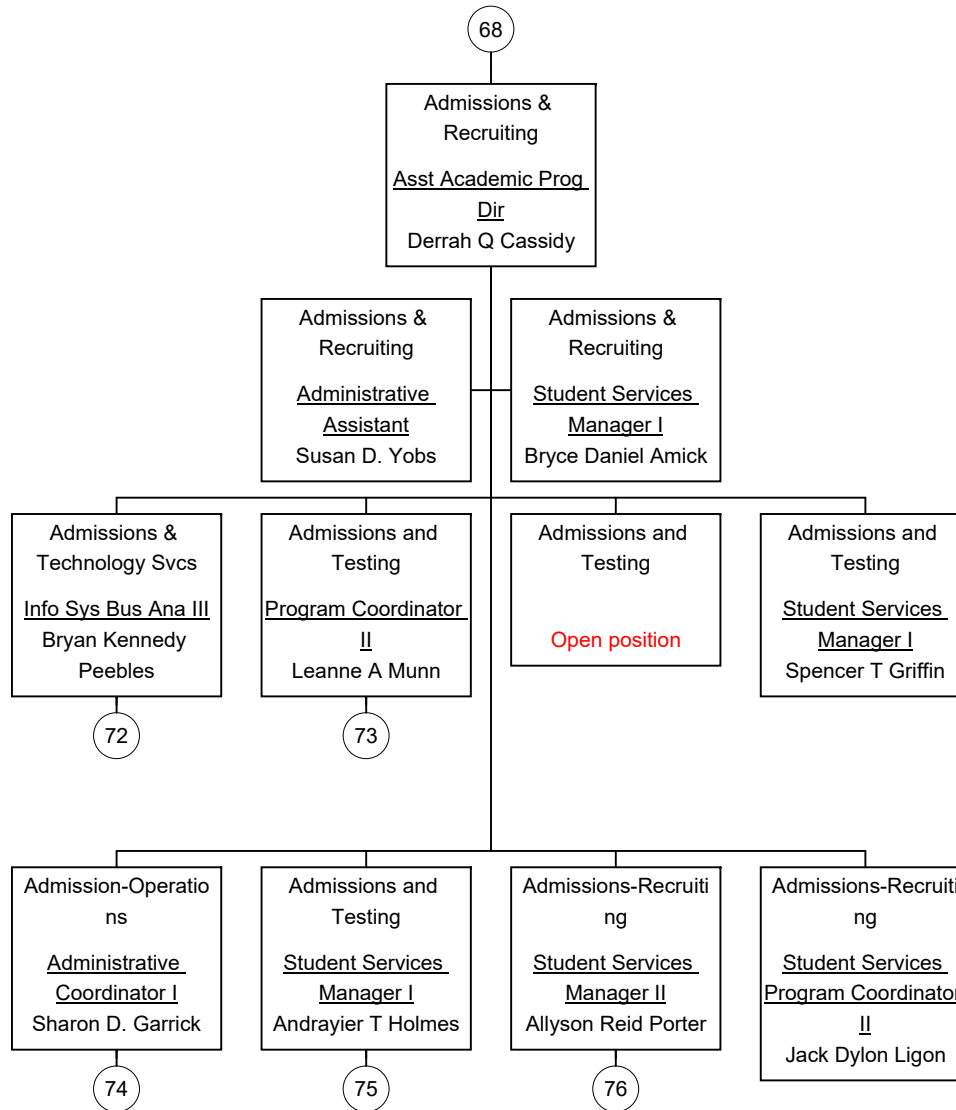 68
Admissions &
Recruiting
Asst Academic Prog
Dir
Derrah Q Cassidy
Admissions &
Recruiting
Administrative
Assistant
Susan D. Yobs
Admissions &
Recruiting
Student Services
Manager I
Bryce Daniel Amick
Admissions &
Technology Svcs
Info Sys Bus Ana III
Bryan Kennedy
Peebles
72
Admissions and
Testing
Program Coordinator
II
Leanne A Munn
73
Admissions and
Testing
Open position
Admissions and
Testing
Student Services
Manager I
Spencer T Griffin
Admission-Operatio
ns
Administrative
Coordinator I
Sharon D. Garrick
74
Admissions and
Testing
Student Services
Manager I
Andrayier T Holmes
75
Admissions-Recruiti
ng
Student Services
Manager II
Allyson Reid Porter
76
Admissions-Recruiti
ng
Student Services
Program Coordinator
II
Jack Dylon Ligon